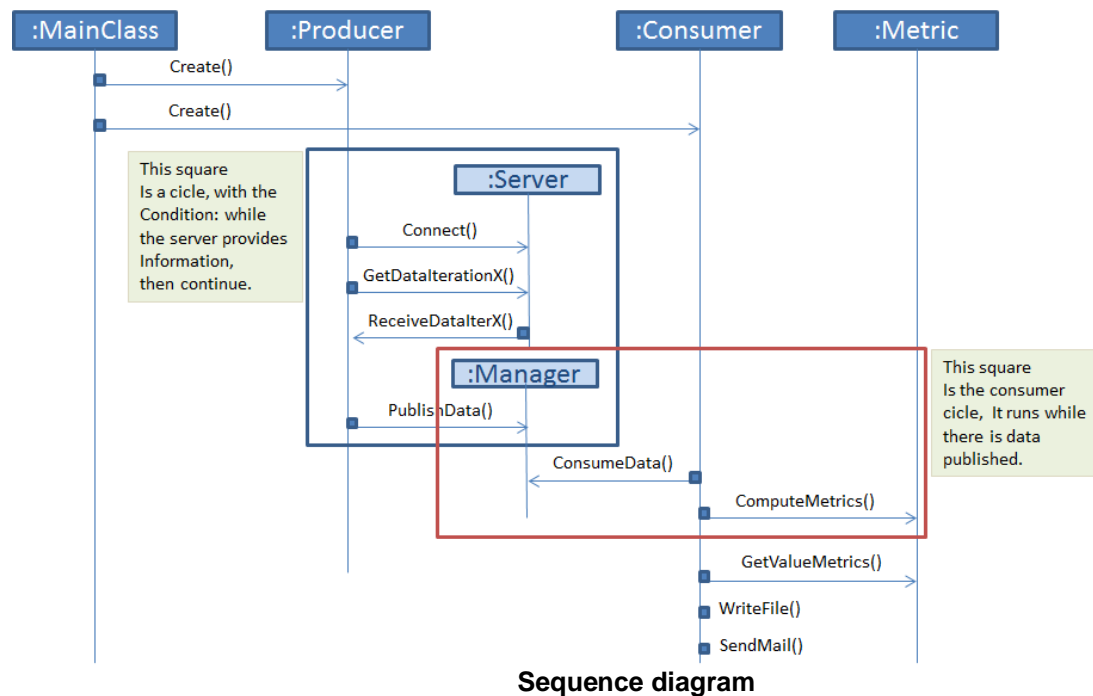 :MainClass
:Producer
:Consumer
:Metric
Create()
Create()
This square
Is a cicle, with the
Condition: while
the server provides
Information,
then continue.
:Server
Connect()
GetDataIterationX()
ReceiveDataIterX()
:Manager
PublishData()
This square
Is the consumer
cicle, It runs while
there is data
published.
ConsumeData()
ComputeMetrics()
GetValueMetrics()
WriteFile()
SendMail()
Sequence diagram